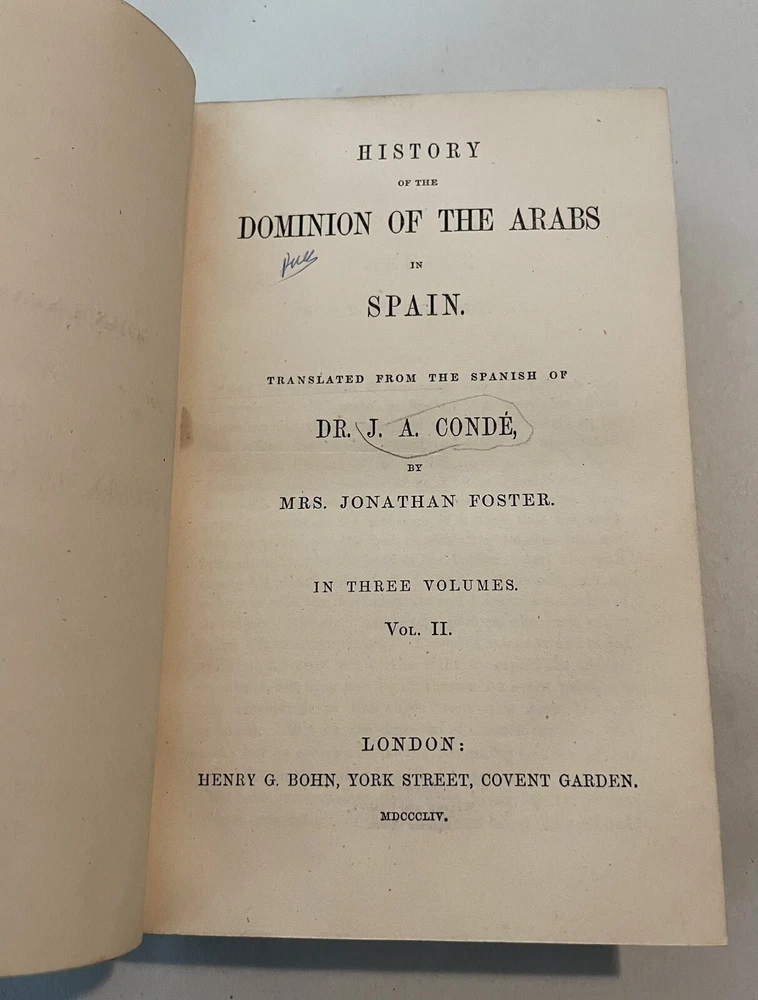 HISTORY
OF THE
DOMINION OF THE ARABS
IN
SPAIN.
TRANSLATED FROM THE SPANISH OF
DR. J. A. CONDÉ,
BY
MRS. JONATHAN FOSTER.
IN THREE VOLUMES.
VOL. II.
LONDON:
HENRY G. BOHN, YORK STREET, COVENT GARDEN.
MDCCCLIV.